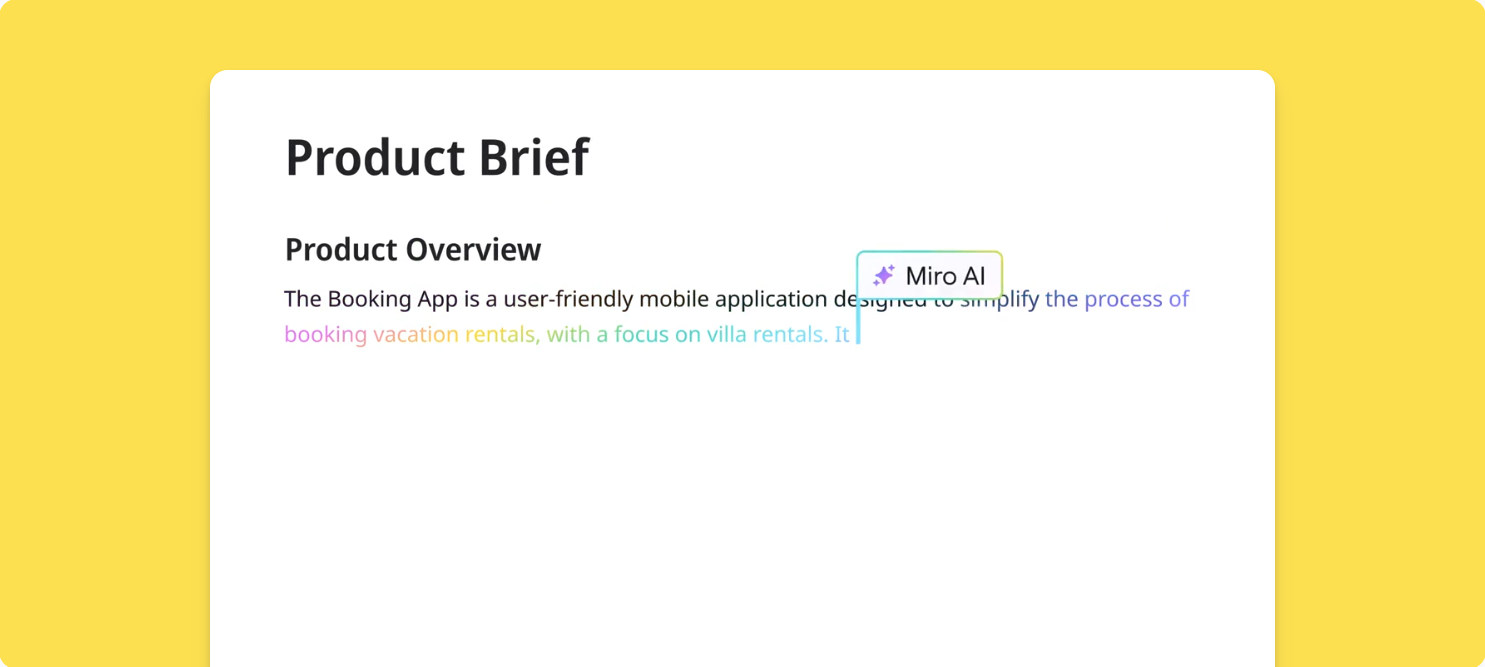 Product Brief
Product Overview
Miro AI
The Booking App is a user-friendly mobile application designed to simplify the process of
booking vacation rentals, with a focus on villa rentals. It